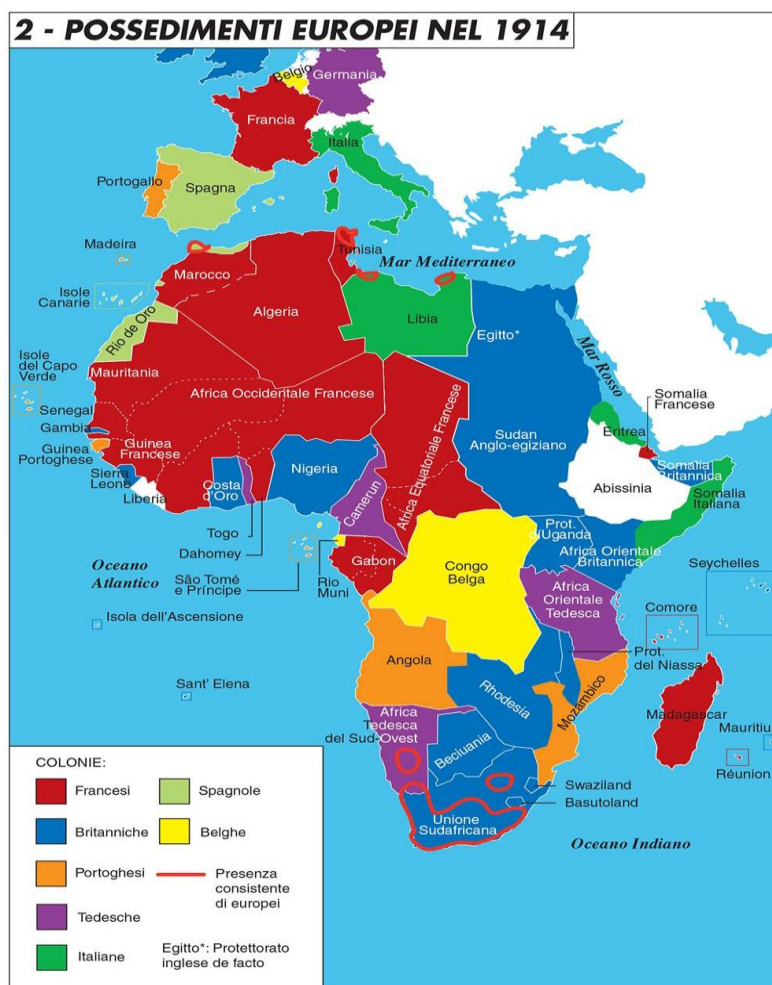 2 - POSSEDIMENTI EUROPEI NEL 1914
Belgio
Germania
Francia
Italia
Portogallo
Spagna
Madeira
Tunisia
Mar Mediterraneo
Marocco
Isole
Canarie
Algeria
Libia
Egitto*
Rio de Oro
Mar Rosso
Isole
del Capo
Verde
Mauritania
Africa Occidentale Francese
Somalia
Francese
Senegal
Gambia
Guinea
Francese
Guinea
Portoghese
Eritrea
Sudan
Anglo-egiziano
Africa Equatoriale Francese
Nigeria
Somalia
Britannica
Sierra
Leone
Costa
d'Oro
Abissinia
Somalia
Italiana
Liberia
Camerun
Togo
Prot.
d'Uganda
Dahomey
Africa Orientale
Britannica
Oceano
Atlantico
Gabon
Congo
Belga
Seychelles
São Tomé
e Príncipe
Rio
Muni
Africa
Orientale
Tedesca
Comore
Isola dell'Ascensione
Prot.
del Niassa
Angola
Sant' Elena
Rhodesia
Mozambico
Madagascar
Africa
Tedesca
del Sud-Ovest
Mauritiu
Beciuania
Réunion
Swaziland
Basutoland
Unione
Sudafricana
Oceano Indiano
COLONIE:
Francesi
Spagnole
Britanniche
Belghe
Portoghesi
Presenza
consistente
di europei
Tedesche
Italiane
Egitto*: Protettorato
inglese de facto